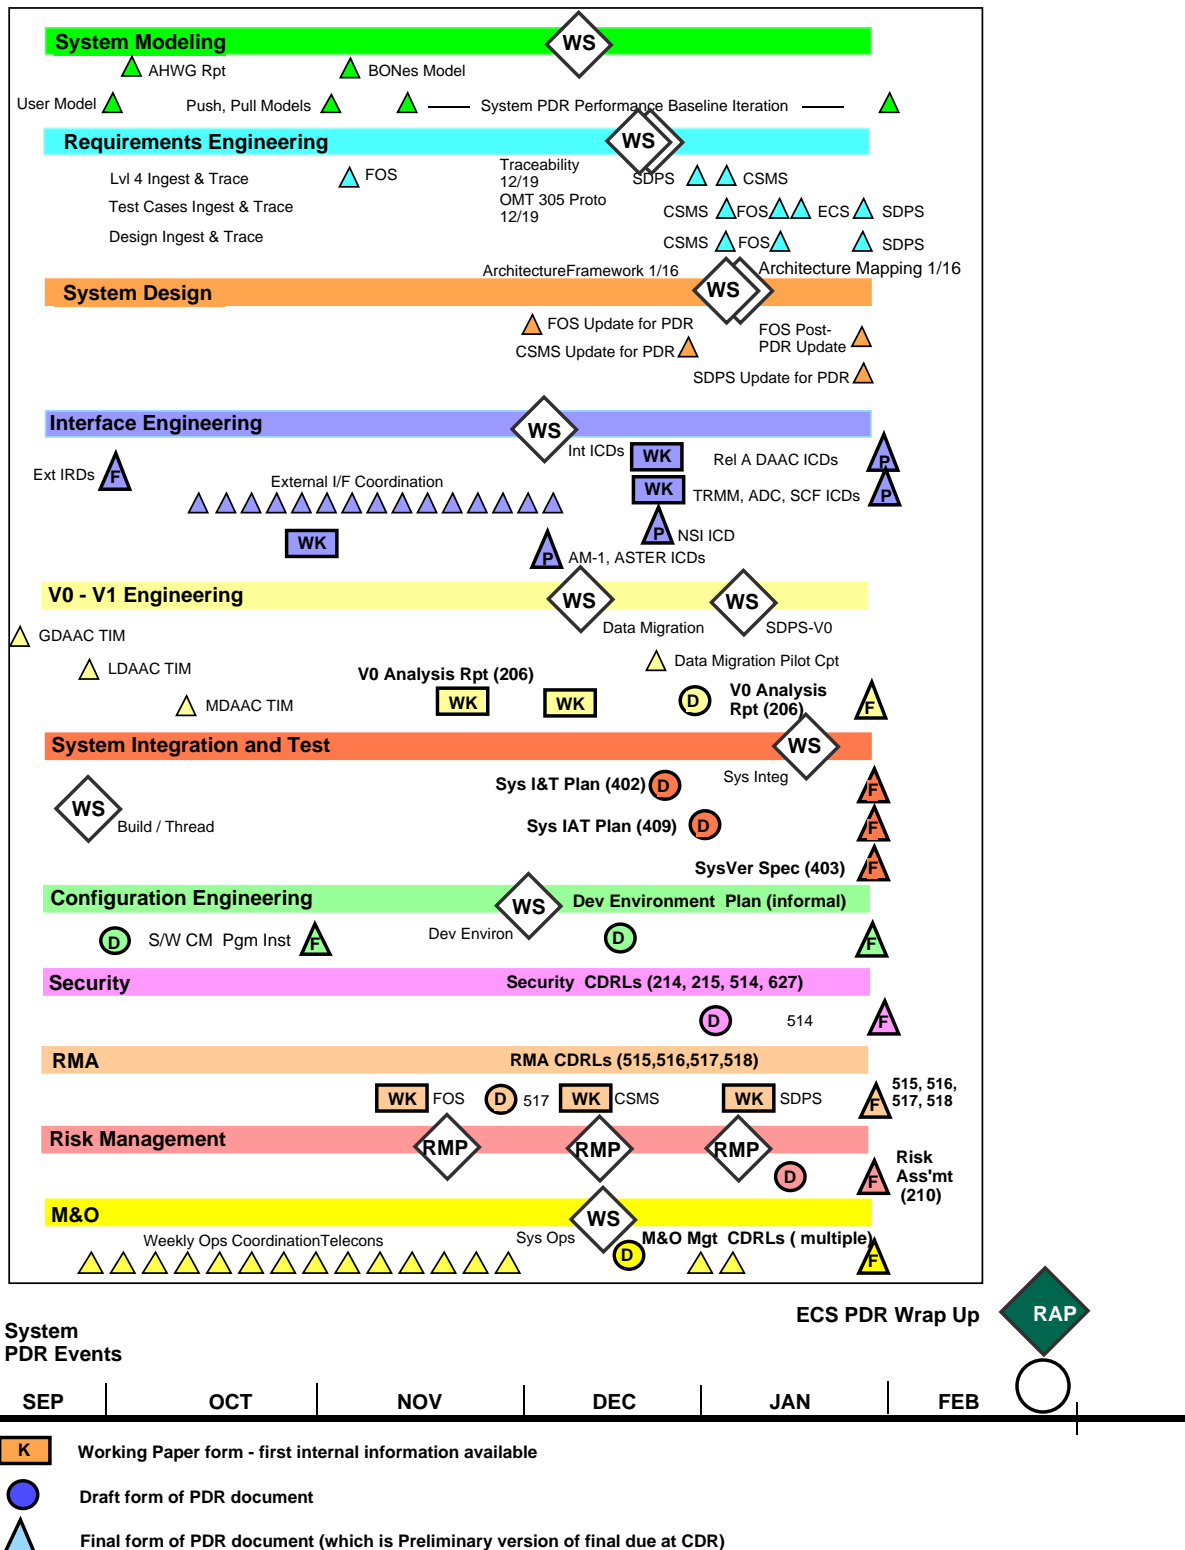 System Modeling
WS
AHWG Rpt
BONes Model
User Model
Push, Pull Models
System PDR Performance Baseline Iteration
Requirements Engineering
WS
Lvl 4 Ingest & Trace
FOS
Traceability
12/19
OMT 305 Proto
12/19
SDPS
CSMS
Test Cases Ingest & Trace
CSMS
FOS
ECS
SDPS
Design Ingest & Trace
CSMS
FOS
SDPS
ArchitectureFramework 1/16
Architecture Mapping 1/16
System Design
WS
FOS Update for PDR
FOS Post-
PDR Update
CSMS Update for PDR
SDPS Update for PDR
Interface Engineering
WS
Int ICDs
WK
Rel A DAAC ICDs
P
Ext IRDs
F
External I/F Coordination
WK
TRMM, ADC, SCF ICDs
P
WK
P
NSI ICD
P
AM-1, ASTER ICDs
V0 - V1 Engineering
WS
WS
Data Migration
SDPS-V0
GDAAC TIM
LDAAC TIM
Data Migration Pilot Cpt
V0 Analysis Rpt (206)
MDAAC TIM
WK
WK
D
V0 Analysis
Rpt (206)
F
System Integration and Test
WS
Sys Integ
Sys I&T Plan (402)
D
F
WS
Build / Thread
Sys IAT Plan (409)
D
F
SysVer Spec (403)
F
Configuration Engineering
WS
Dev Environment Plan (informal)
Dev Environ
D
S/W CM Pgm Inst
F
D
F
Security
Security CDRLs (214, 215, 514, 627)
D
514
F
RMA
RMA CDRLs (515,516,517,518)
WK
FOS
D
517
WK
CSMS
WK
SDPS
F
515, 516,
517, 518
Risk Management
RMP
RMP
RMP
D
F
Risk
Ass'mt
(210)
M&O
WS
Sys Ops
Weekly Ops CoordinationTelecons
D
M&O Mgt CDRLs ( multiple)
F
ECS PDR Wrap Up
RAP
System
PDR Events
SEP
OCT
NOV
DEC
JAN
FEB
K
Working Paper form - first internal information available
Draft form of PDR document
Final form of PDR document (which is Preliminary version of final due at CDR)